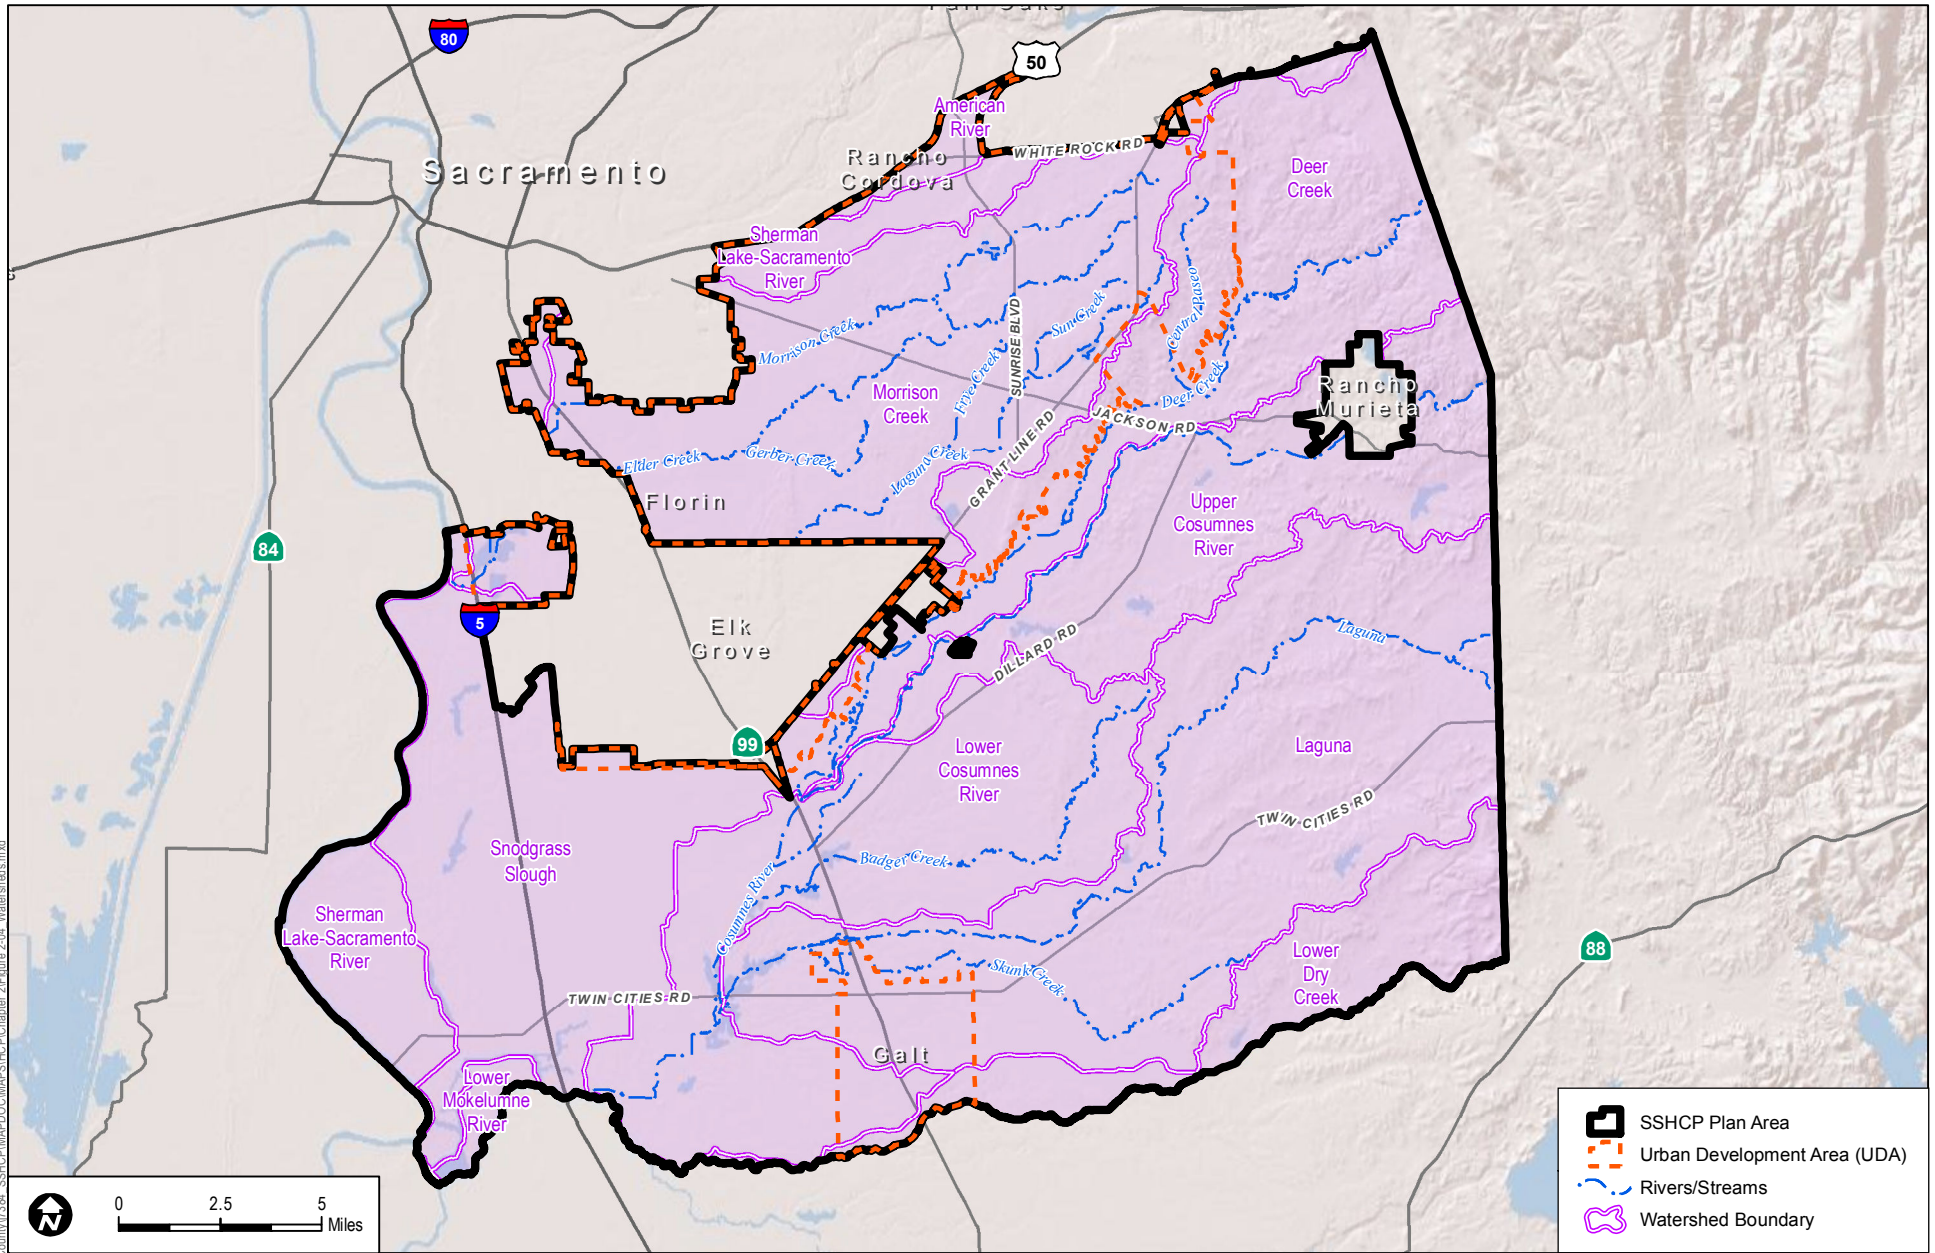 Fair Oaks
80
50
American
River
Rancho
Cordova
WHITE ROCK RD
Sacramento
Deer
Creek
Sherman
Lake-Sacramento
River
Central Paseo
Sun Creek
SUNRISE BLVD
Morrison Creek
Frye Creek
Deer Creek
Rancho
Murieta
Morrison
Creek
JACKSON RD
GRANT LINE RD
Elder Creek
Gerber Creek
Laguna Creek
Florin
Upper
Cosumnes
River
84
5
Elk
Grove
DILLARD RD
Laguna
99
Lower
Cosumnes
River
Laguna
TWIN CITIES RD
Snodgrass
Slough
Badger Creek
Cosumnes River
Sherman
Lake-Sacramento
River
88
Lower
Dry
Creek
Skunk Creek
TWIN CITIES RD
Galt
Lower
Mokelumne
River
SSHCP Plan Area
Urban Development Area (UDA)
Rivers/Streams
Watershed Boundary
N
0 2.5 5
Miles